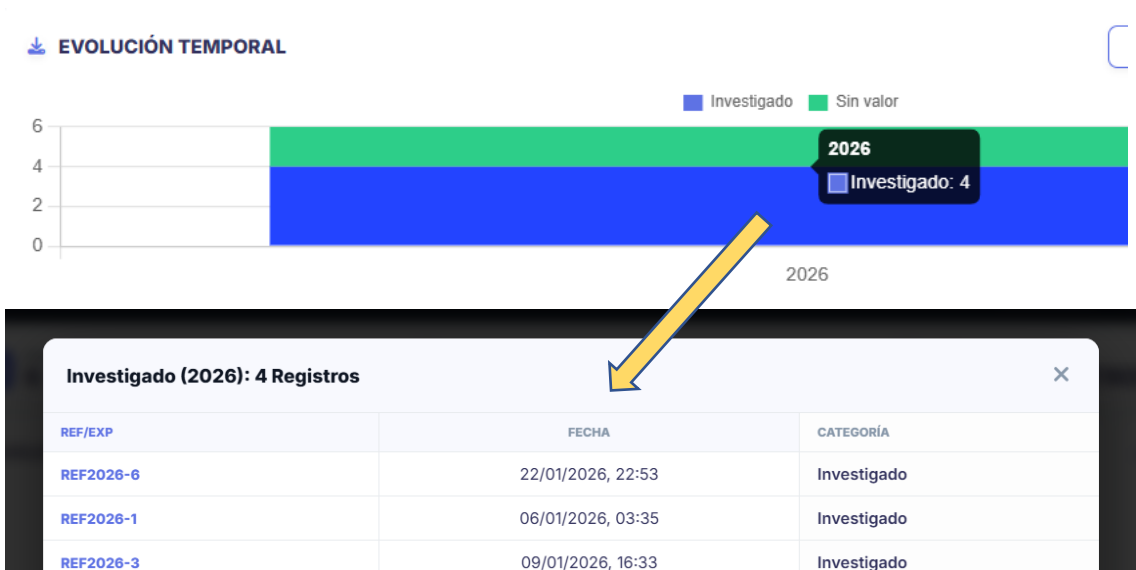 EVOLUCIÓN TEMPORAL
Investigado Sin valor
6
4
2
0
2026
Investigado: 4
2026
Investigado (2026): 4 Registros
REF/EXP FECHA CATEGORÍA
REF2026-6 22/01/2026, 22:53 Investigado
REF2026-1 06/01/2026, 03:35 Investigado
REF2026-3 09/01/2026, 16:33 Investigado